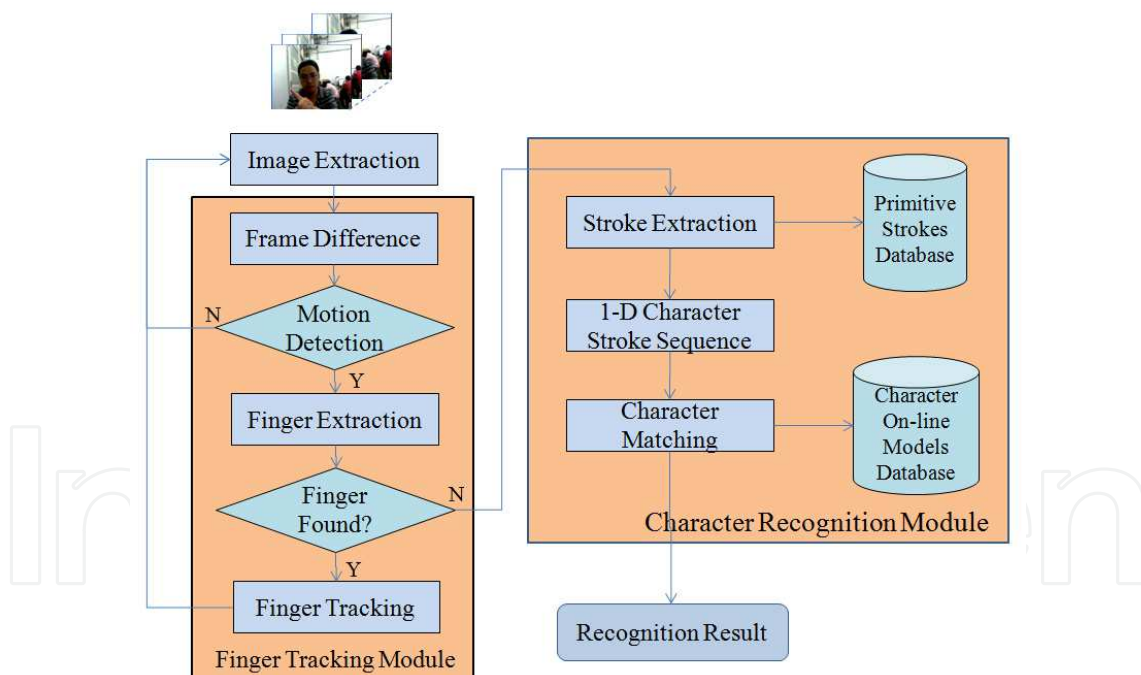 Image Extraction
Frame Difference
N
Motion
Detection
Y
Finger Extraction
Finger
Found?
N
Y
Finger Tracking
Finger Tracking Module
Stroke Extraction
Primitive
Strokes
Database
1-D Character
Stroke Sequence
Character
Matching
Character
On-line
Models
Database
Character Recognition Module
Recognition Result